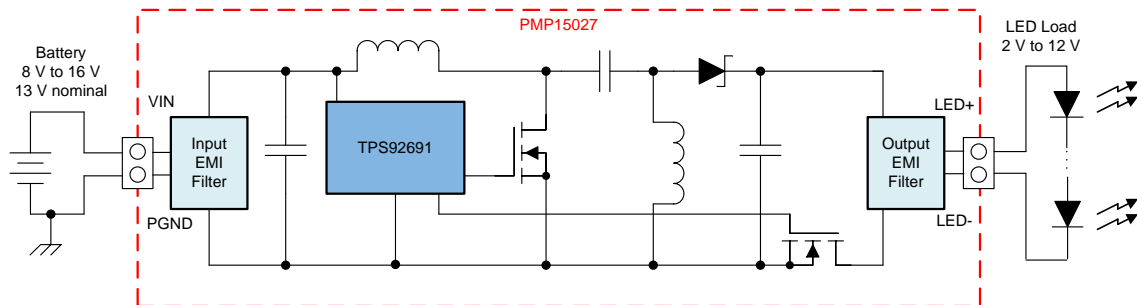 PMP15027
Battery
8 V to 16 V
13 V nominal
LED Load
2 V to 12 V
VIN
LED+
Input
EMI
Filter
TPS92691
Output
EMI
Filter
PGND
LED-